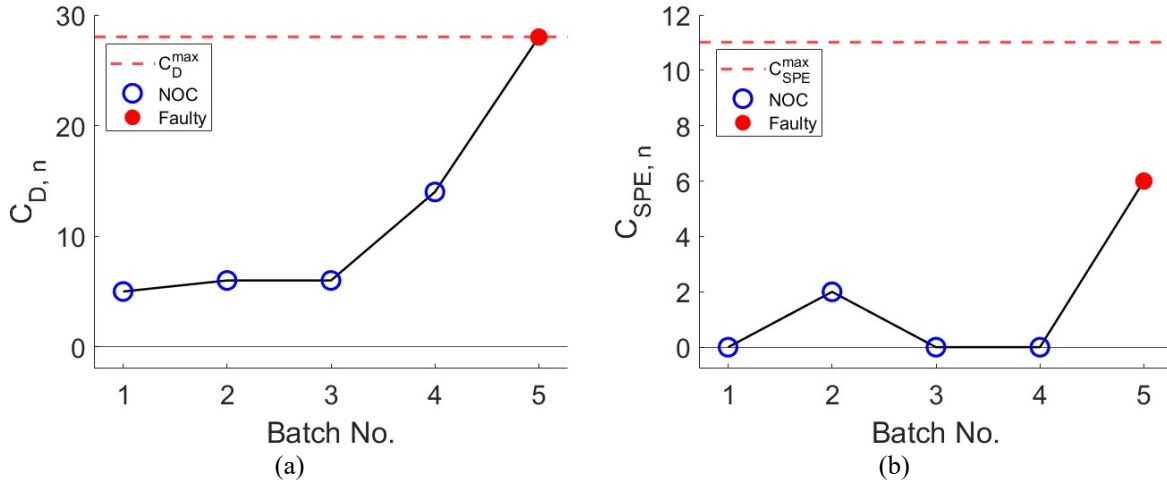 30
20
10
0
C_D, n
C_D^max
NOC
Faulty
1 2 3 4 5
Batch No.
(a)
12
10
8
6
4
2
0
C_SPE, n
C_SPE^max
NOC
Faulty
1 2 3 4 5
Batch No.
(b)